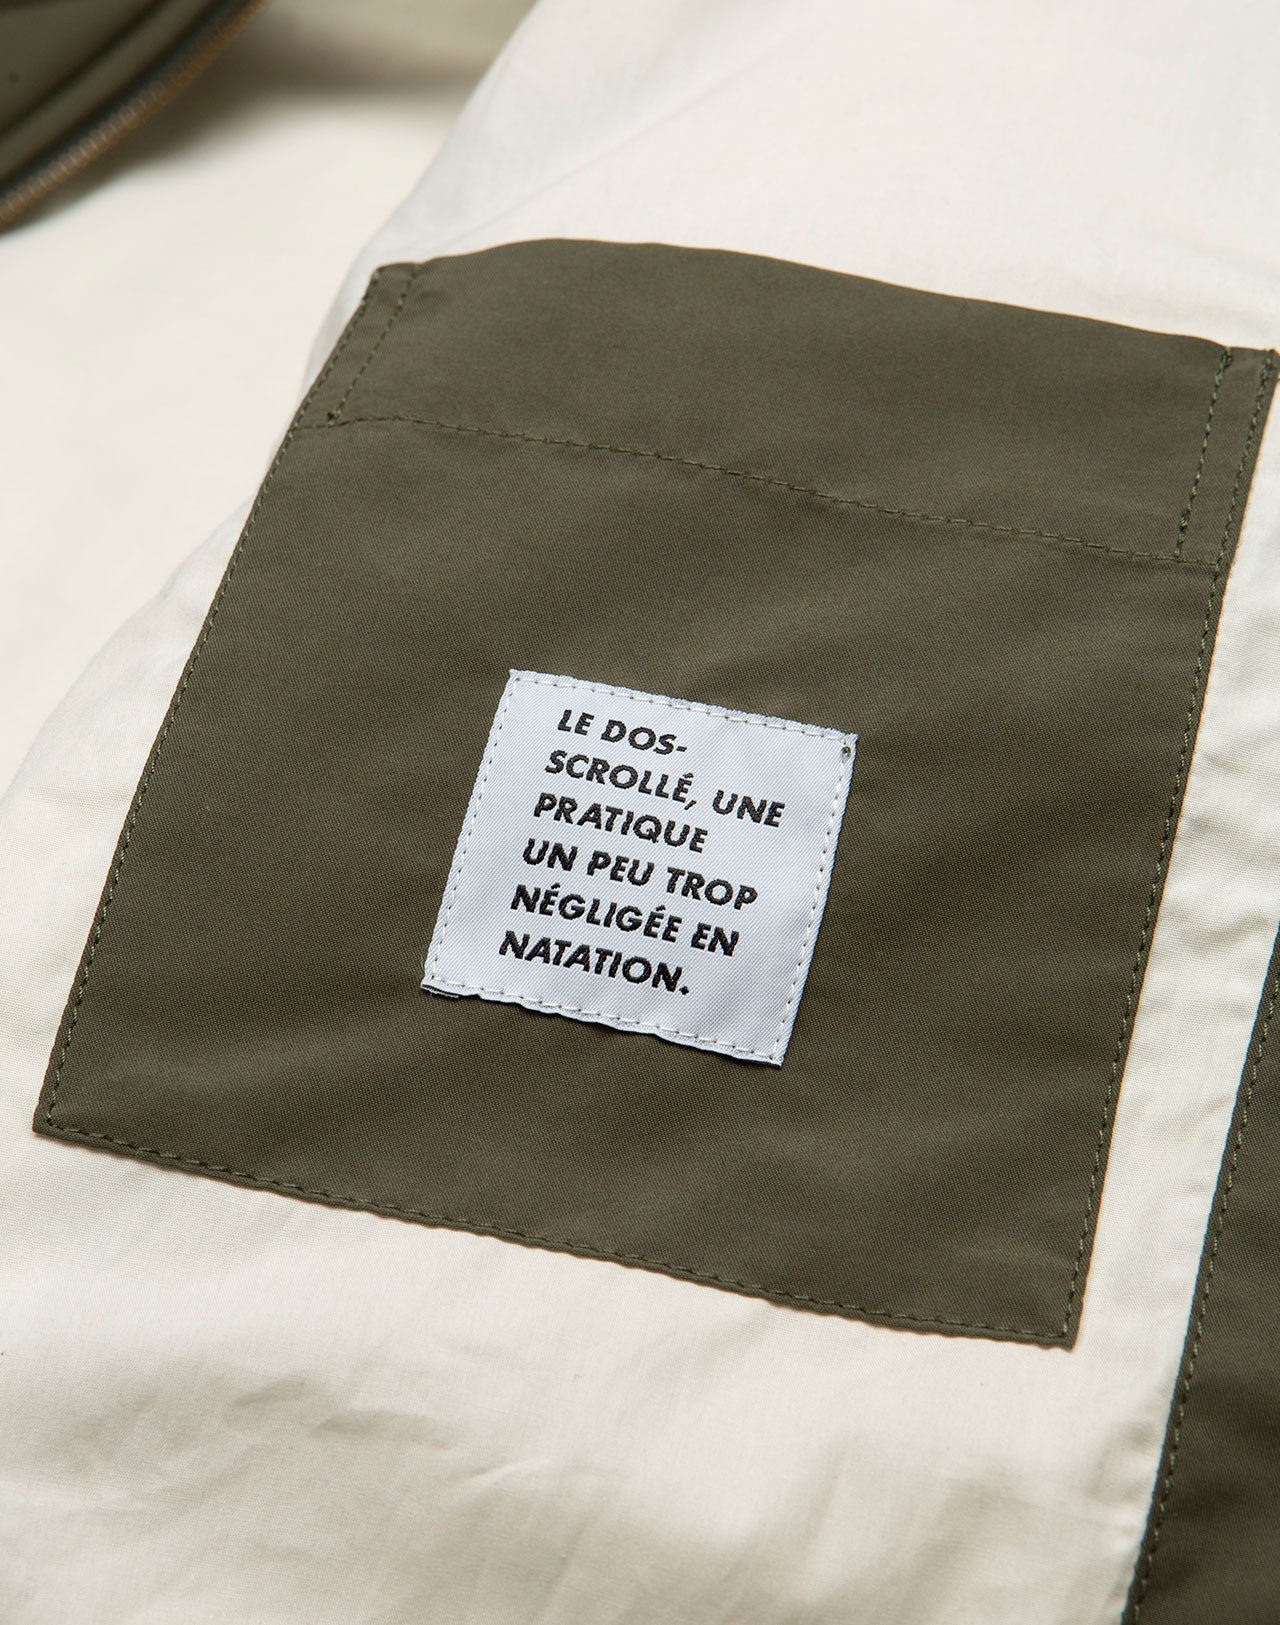 LE DOS-
SCROLLÉ, UNE
PRATIQUE
UN PEU TROP
NÉGLIGÉE EN
NATATION.